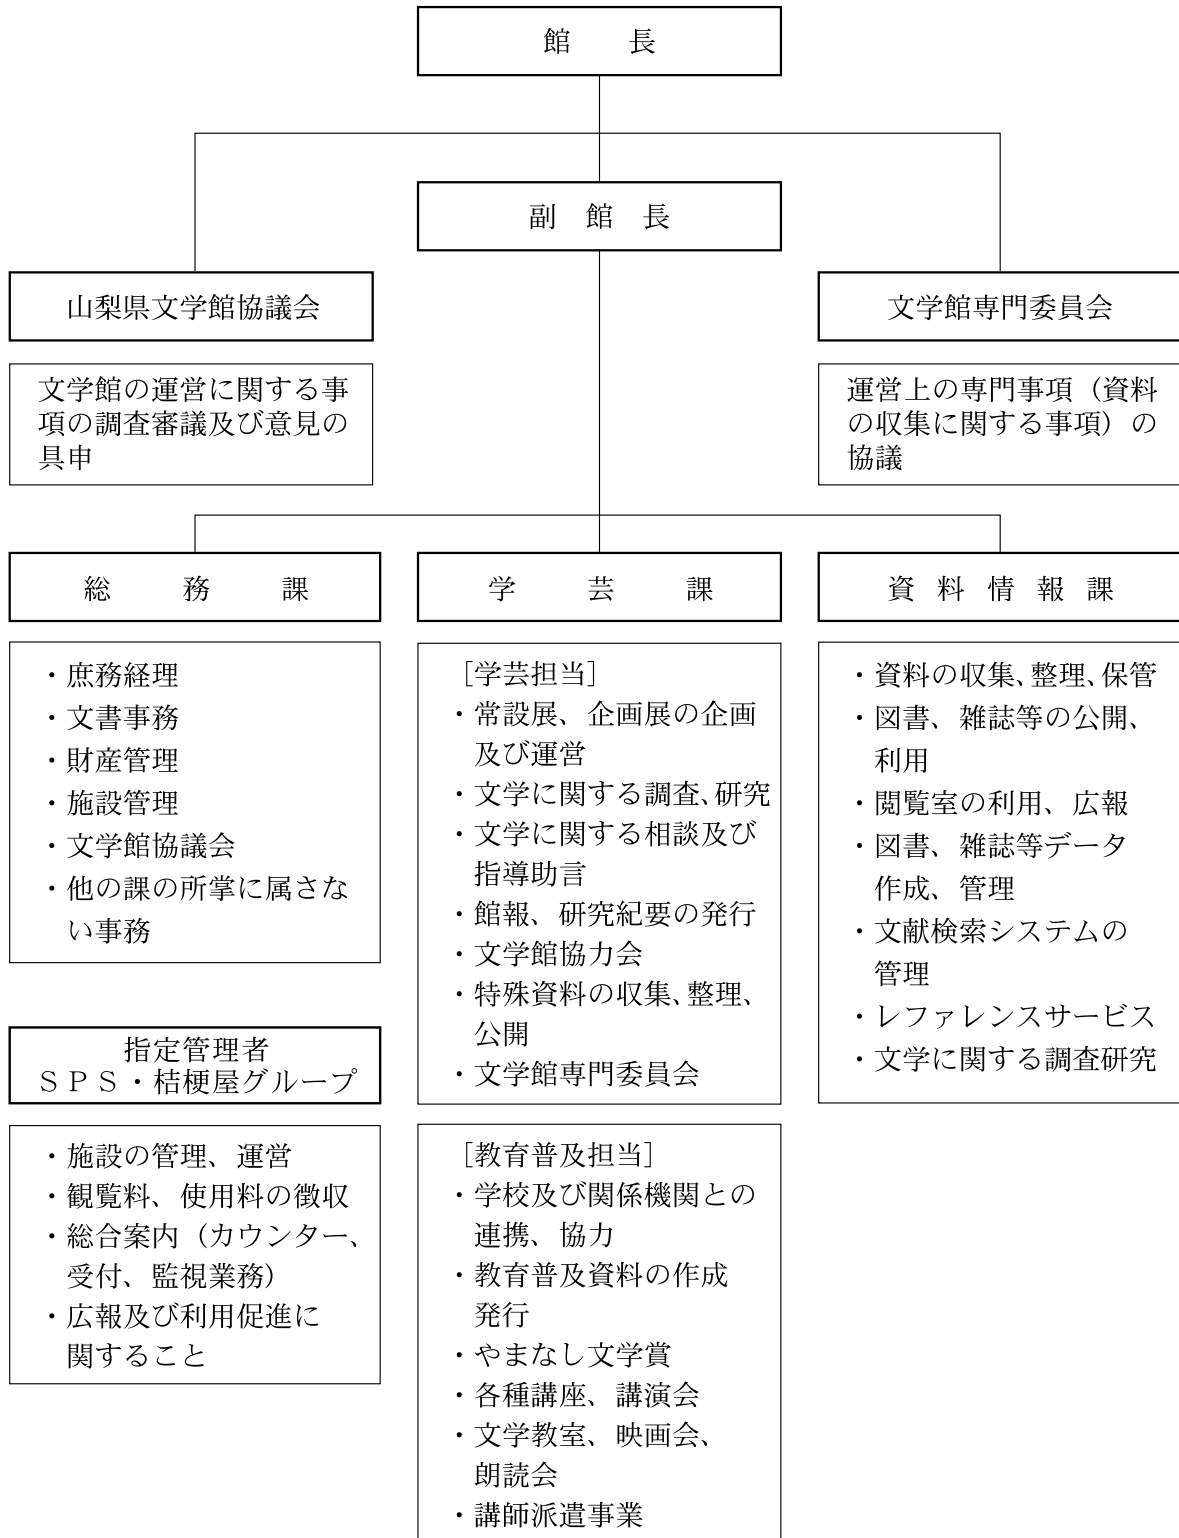 館長
副館長
山梨県文学館協議会
文学館の運営に関する事
項の調査審議及び意見の
具申
文学館専門委員会
運営上の専門事項（資料
の収集に関する事項）の
協議
総務課
・庶務経理
・文書事務
・財産管理
・施設管理
・文学館協議会
・他の課の所掌に属さな
い事務
指定管理者
ＳＰＳ・桔梗屋グループ
・施設の管理、運営
・観覧料、使用料の徴収
・総合案内（カウンター、
受付、監視業務）
・広報及び利用促進に
関すること
学芸課
［学芸担当］
・常設展、企画展の企画
及び運営
・文学に関する調査､研究
・文学に関する相談及び
指導助言
・館報、研究紀要の発行
・文学館協力会
・特殊資料の収集､整理、
公開
・文学館専門委員会
［教育普及担当］
・学校及び関係機関との
連携、協力
・教育普及資料の作成
発行
・やまなし文学賞
・各種講座、講演会
・文学教室、映画会、
朗読会
・講師派遣事業
資料情報課
・資料の収集､整理､保管
・図書、雑誌等の公開、
利用
・閲覧室の利用、広報
・図書、雑誌等データ
作成、管理
・文献検索システムの
管理
・レファレンスサービス
・文学に関する調査研究